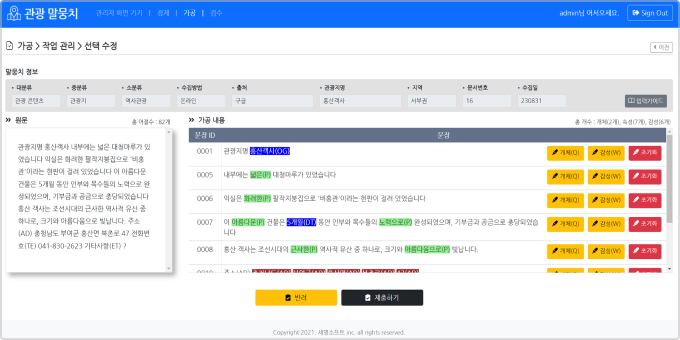 관광 말뭉치 관리자 화면 가기 | 정제 | 가공 | 검수 admin님 어서오세요. Sign Out
가공 > 작업 관리 > 선택 수정 이전
말뭉치 정보
대분류 중분류 소분류 수집방법 출처 관광지명 지역 문서번호 수집일
관광 콘텐츠 관광지 역사관광 온라인 구글 홍산객사 서부권 16 230831 입력가이드
원문 총 어절수 : 82개
관광지명 홍산객사 내부에는 넓은 대청마루가 있
었습니다 익실은 화려한 팔작지붕집으로 '비홍
관'이라는 현판이 걸려 있었습니다 이 아름다운
건물은 5개월 동안 인부와 목수들의 노력으로 완
성되었으며, 기부금과 공금으로 충당되었습니다
홍산 객사는 조선시대의 근사한 역사적 유산 중
하나로, 크기와 아름다움으로 빛납니다. 주소
(AD) 충청남도 부여군 홍산면 북촌로 47 전화번
호(TE) 041-830-2623 기타사항(ET) ?
가공 내용 총 개수 : 개체(2개), 속성(7개), 감성(6개)
문장 ID 문장
0001 관광지명 홍산객사(OG) 개체(Q) 감성(W) 초기화
0005 내부에는 넓은(P) 대청마루가 있었습니다 개체(Q) 감성(W) 초기화
0006 익실은 화려한(P) 팔작지붕집으로 '비홍관'이라는 현판이 걸려 있었습니다 개체(Q) 감성(W) 초기화
0007 이 아름다운(P) 건물은 5개월(DT) 동안 인부와 목수들의 노력으로(P) 완성되었으며, 기부금과 공금으로 충당되었습
니다 개체(Q) 감성(W) 초기화
0008 홍산 객사는 조선시대의 근사한(P) 역사적 유산 중 하나로, 크기와 아름다움으로(P) 빛납니다. 개체(Q) 감성(W) 초기화
반려 제출하기
Copyright 2021. 세명소프트 inc. all rights reserved.